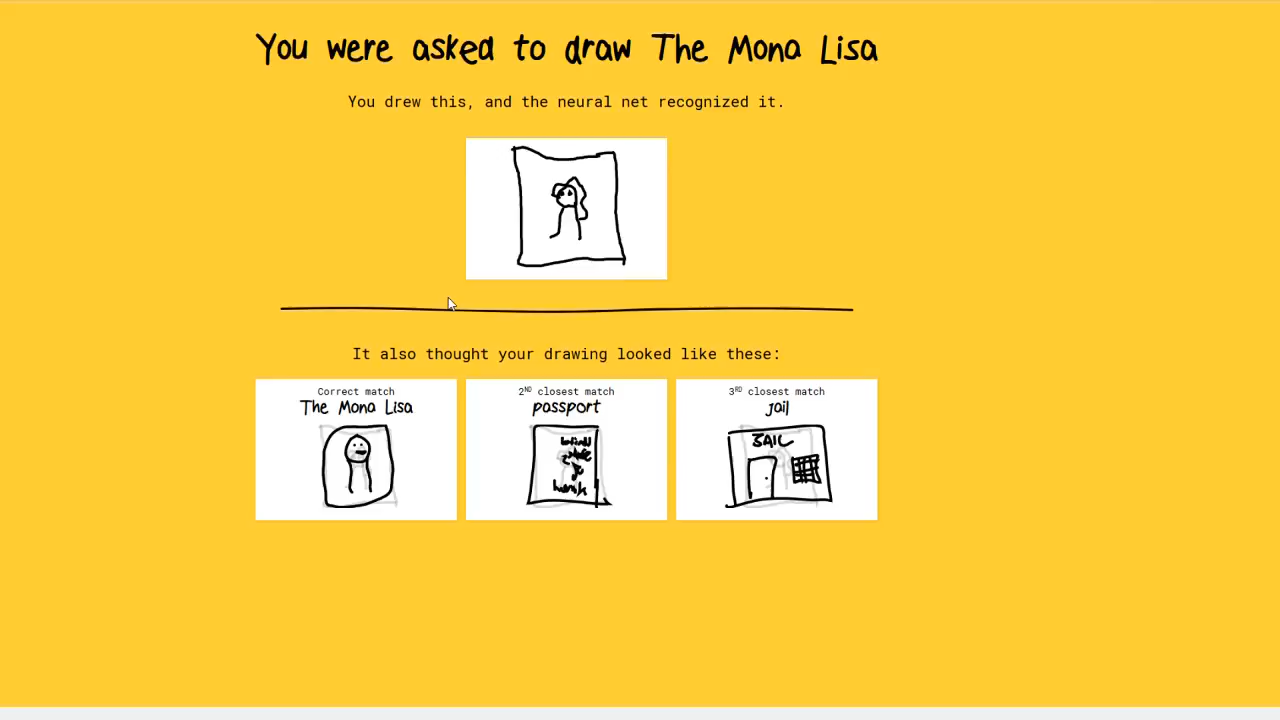 You were asked to draw The Mona Lisa
You drew this, and the neural net recognized it.
It also thought your drawing looked like these:
Correct match
The Mona Lisa
2ND closest match
passport
3RD closest match
jail
JAIL